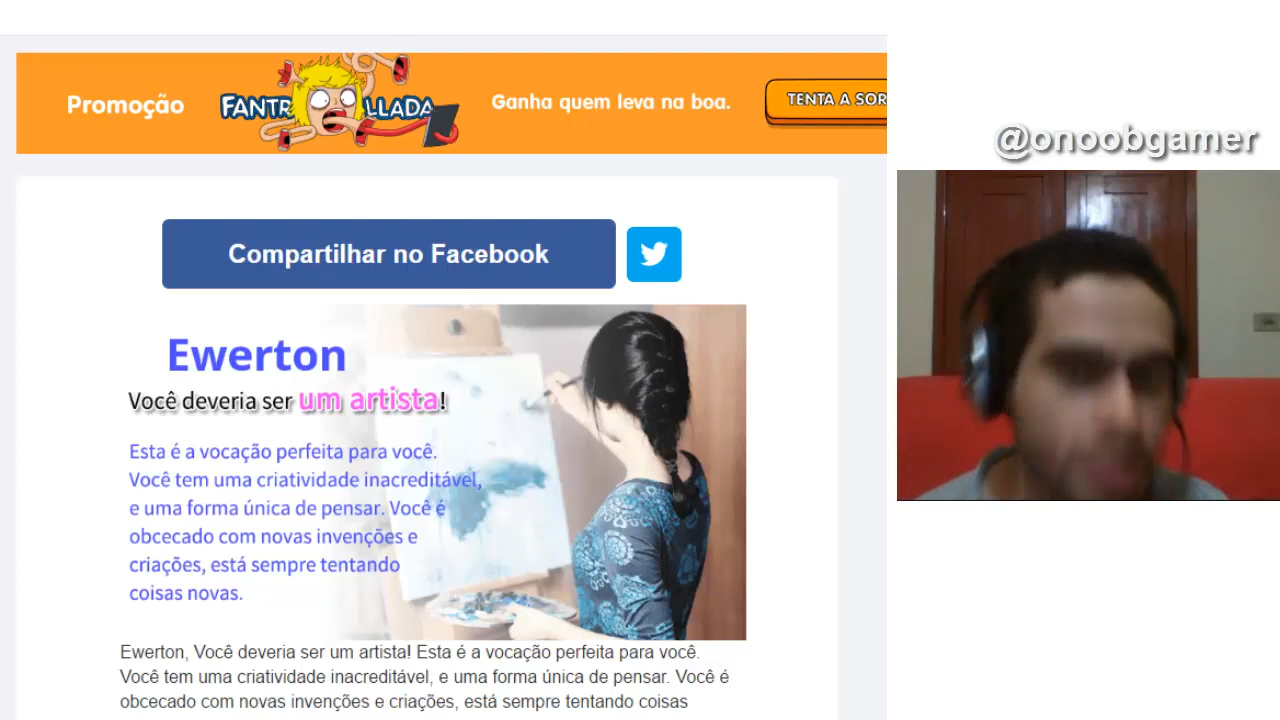 Promoção
FANTROLLADA
Ganha quem leva na boa.
TENTA A SOR
@onoobgamer
Compartilhar no Facebook
Ewerton
Você deveria ser um artista!
Esta é a vocação perfeita para você.
Você tem uma criatividade inacreditável,
e uma forma única de pensar. Você é
obcecado com novas invenções e
criações, está sempre tentando
coisas novas.
Ewerton, Você deveria ser um artista! Esta é a vocação perfeita para você.
Você tem uma criatividade inacreditável, e uma forma única de pensar. Você é
obcecado com novas invenções e criações, está sempre tentando coisas